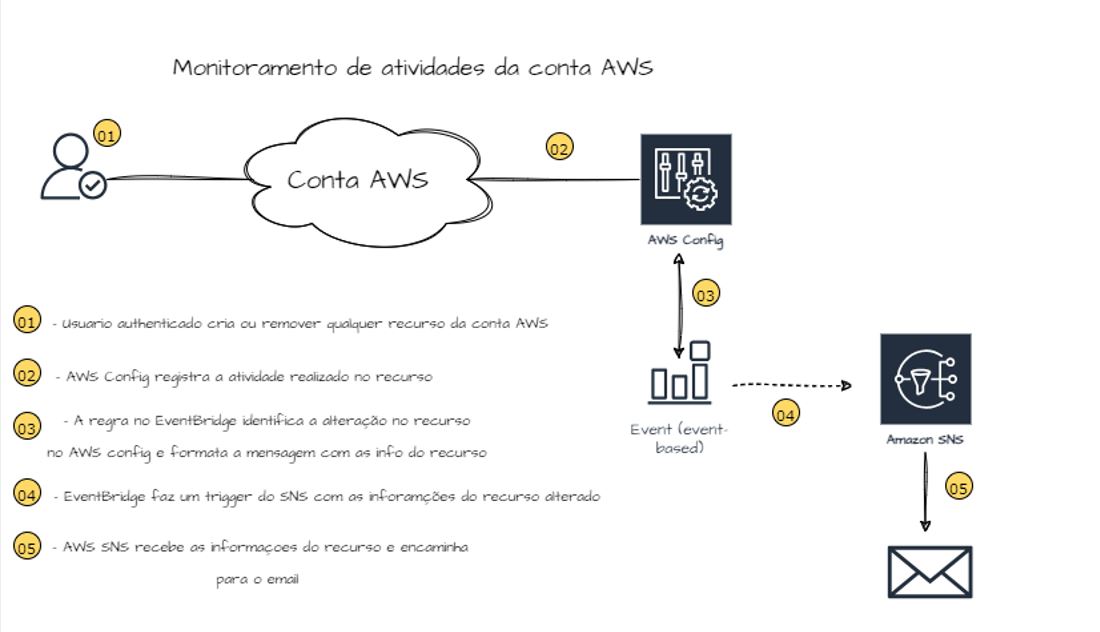 Monitoramento de atividades da conta AWS
01
02
Conta AWS
AWS Config
03
01 - Usuario authenticado cria ou remover qualquer recurso da conta AWS
02 - AWS Config registra a atividade realizado no recurso
03 - A regra no EventBridge identifica a alteração no recurso
no AWS config e formata a mensagem com as info do recurso
04
Event (event-
based)
Amazon SNS
04 - EventBridge faz um trigger do SNS com as inforamções do recurso alterado
05
05 - AWS SNS recebe as informaçoes do recurso e encaminha
para o email